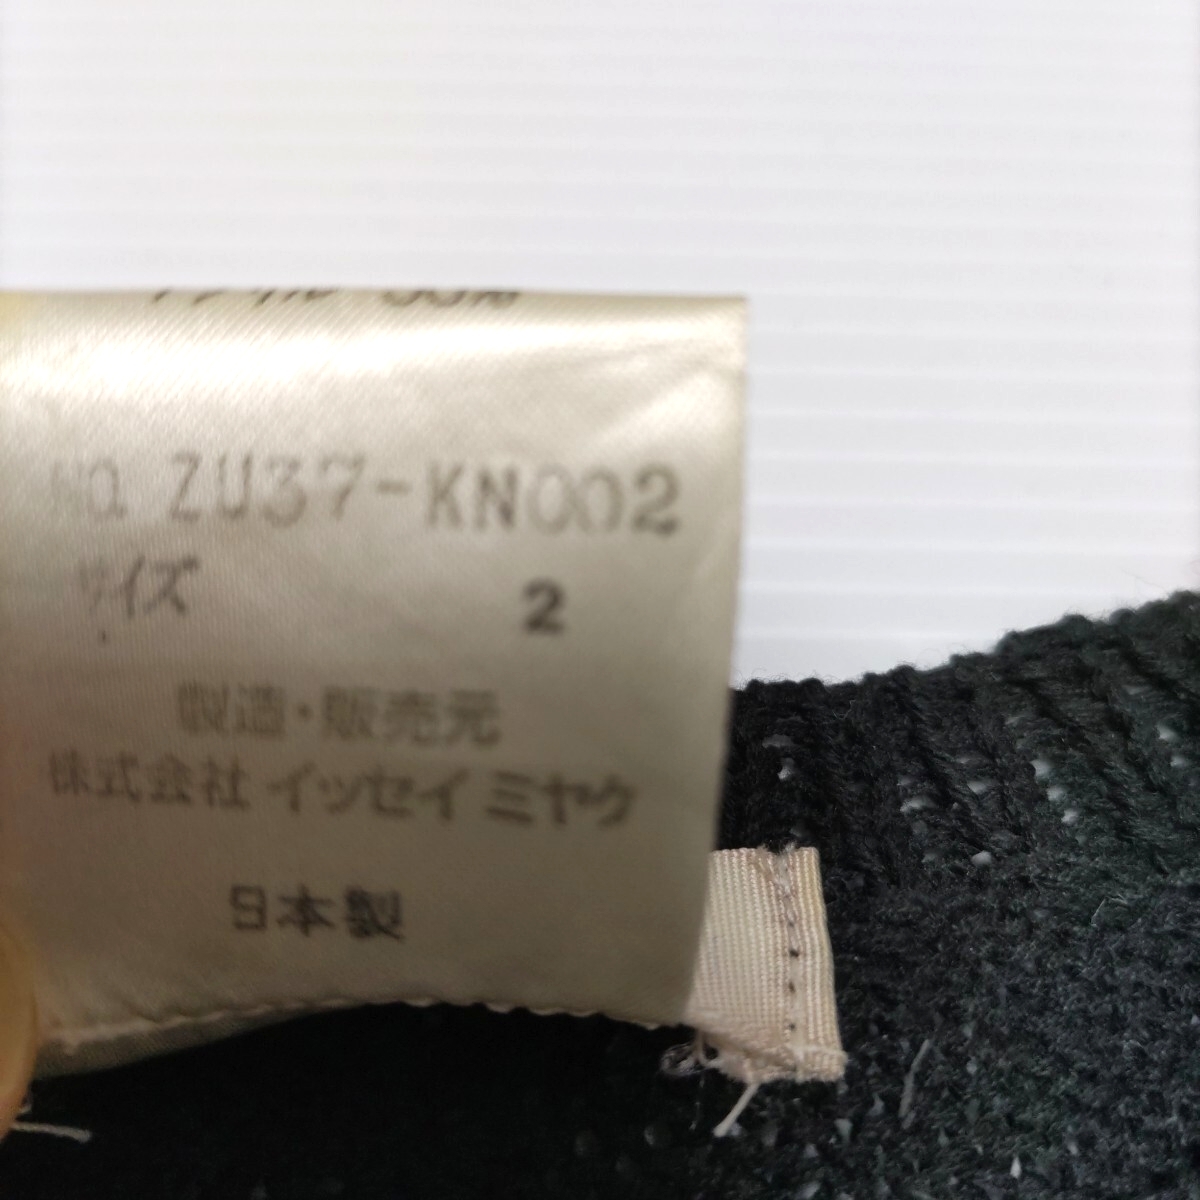 No. ZU37-KN002
サイズ 2
製造・販売元
株式会社 イッセイ ミヤケ
日本製